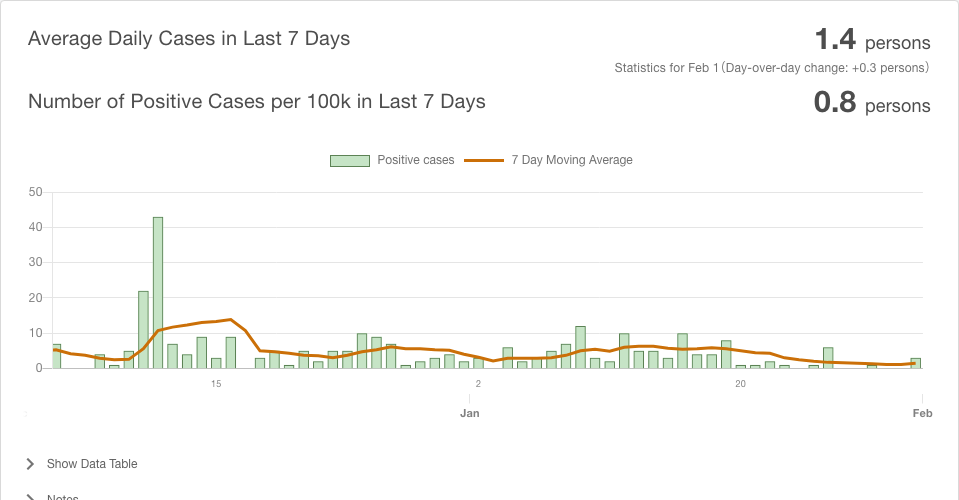 Average Daily Cases in Last 7 Days
1.4 persons
Statistics for Feb 1 (Day-over-day change: +0.3 persons)
Number of Positive Cases per 100k in Last 7 Days
0.8 persons
Positive cases
7 Day Moving Average
50
40
30
20
10
0
15
2
20
Jan
Feb
Show Data Table
Notes